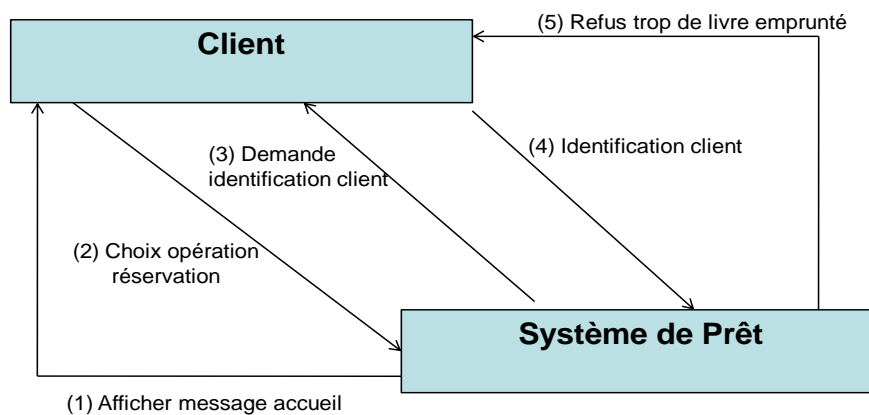 (5) Refus trop de livre emprunté
Client
(3) Demande
identification client
(4) Identification client
(2) Choix opération
réservation
Système de Prêt
(1) Afficher message accueil